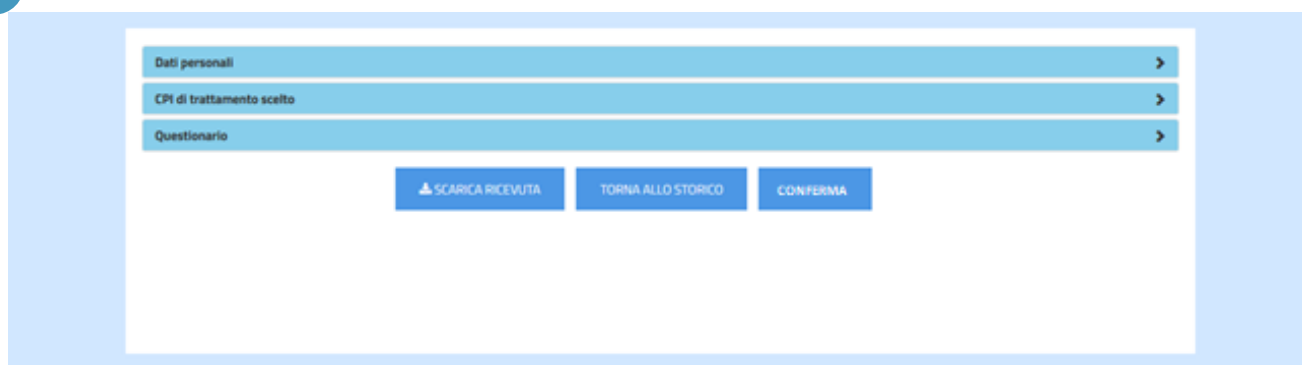 Dati personali
CPI di trattamento scelto
Questionario
SCARICA RICEVUTA TORNA ALLO STORICO CONFERMA